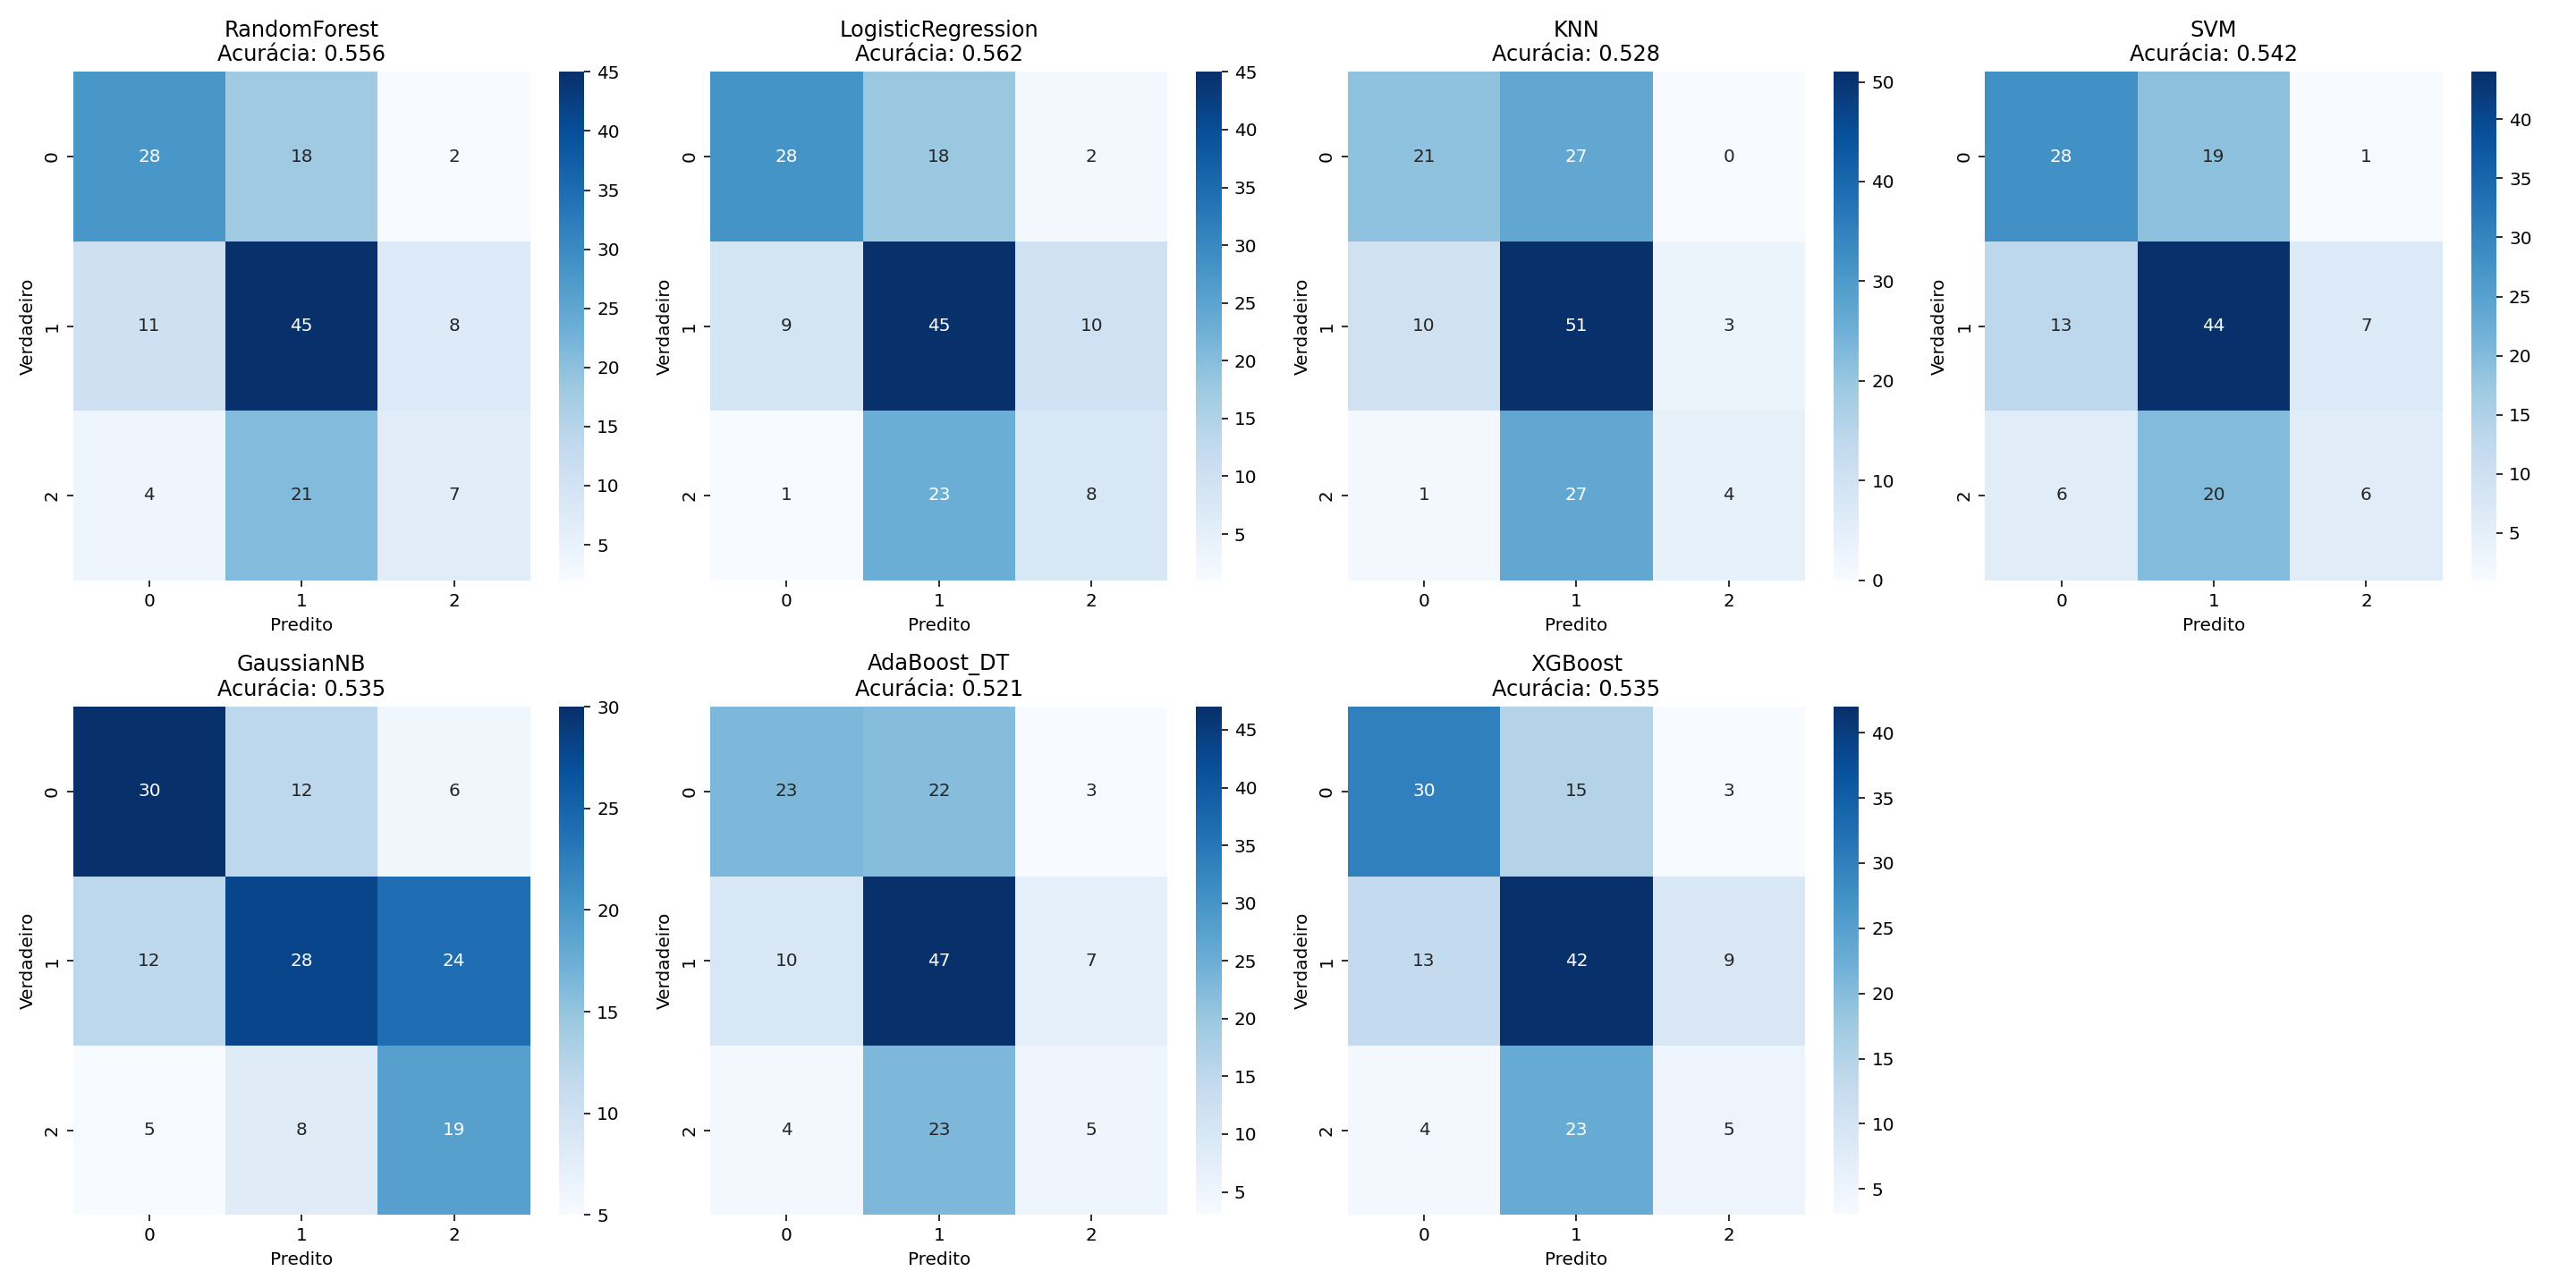 RandomForest
Acurácia: 0.556
28 18 2
11 45 8
4 21 7
0
1
2
Verdadeiro
0 1 2
Predito
45
40
35
30
25
20
15
10
5
LogisticRegression
Acurácia: 0.562
28 18 2
9 45 10
1 23 8
0
1
2
Verdadeiro
0 1 2
Predito
45
40
35
30
25
20
15
10
5
KNN
Acurácia: 0.528
21 27 0
10 51 3
1 27 4
0
1
2
Verdadeiro
0 1 2
Predito
50
40
30
20
10
0
SVM
Acurácia: 0.542
28 19 1
13 44 7
6 20 6
0
1
2
Verdadeiro
0 1 2
Predito
40
35
30
25
20
15
10
5
GaussianNB
Acurácia: 0.535
30 12 6
12 28 24
5 8 19
0
1
2
Verdadeiro
0 1 2
Predito
30
25
20
15
10
5
AdaBoost_DT
Acurácia: 0.521
23 22 3
10 47 7
4 23 5
0
1
2
Verdadeiro
0 1 2
Predito
45
40
35
30
25
20
15
10
5
XGBoost
Acurácia: 0.535
30 15 3
13 42 9
4 23 5
0
1
2
Verdadeiro
0 1 2
Predito
40
35
30
25
20
15
10
5